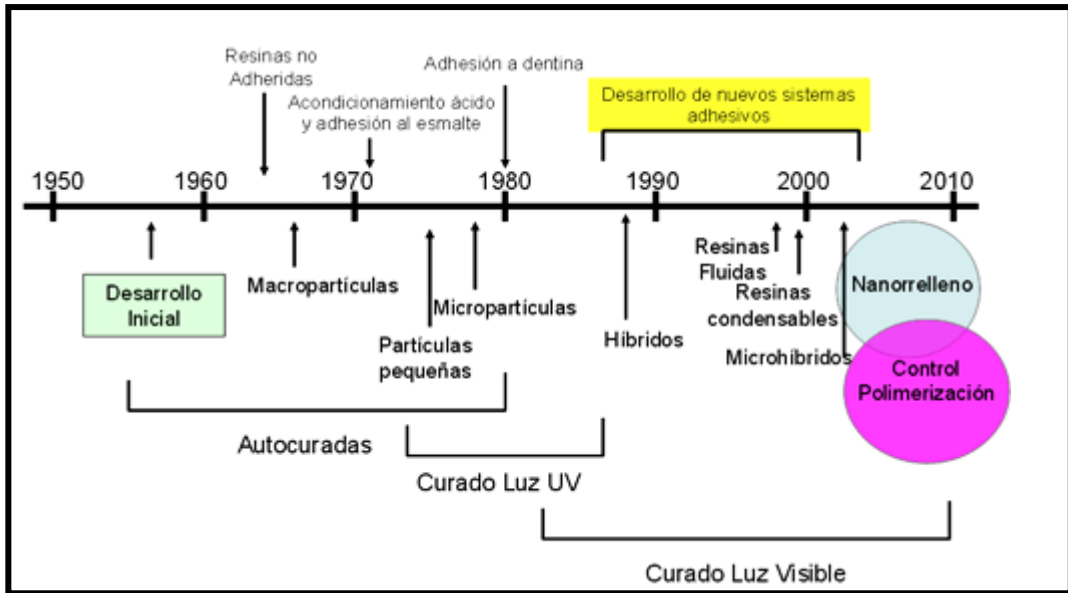 Resinas no
Adheridas
Acondicionamiento ácido
y adhesión al esmalte
Adhesión a dentina
Desarrollo de nuevos sistemas
adhesivos
1950
1960
1970
1980
1990
2000
2010
Desarrollo
Inicial
Macropartículas
Partículas
pequeñas
Micropartículas
Híbridos
Resinas
Fluidas
Resinas
condensables
Microhíbridos
Nanorrelleno
Control
Polimerización
Autocuradas
Curado Luz UV
Curado Luz Visible